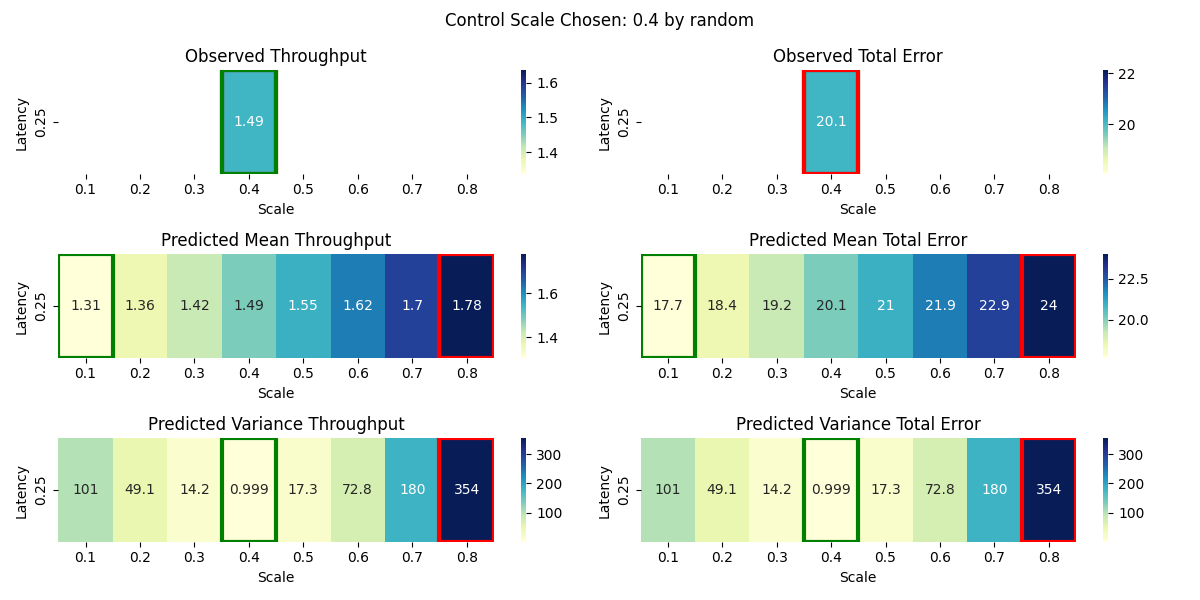 Control Scale Chosen: 0.4 by random
Observed Throughput
Latency
0.25
1.49
0.1 0.2 0.3 0.4 0.5 0.6 0.7 0.8
Scale
1.6
1.5
1.4
Observed Total Error
Latency
0.25
20.1
0.1 0.2 0.3 0.4 0.5 0.6 0.7 0.8
Scale
22
20
Predicted Mean Throughput
Latency
0.25
1.31 1.36 1.42 1.49 1.55 1.62 1.7 1.78
0.1 0.2 0.3 0.4 0.5 0.6 0.7 0.8
Scale
1.6
1.4
Predicted Mean Total Error
Latency
0.25
17.7 18.4 19.2 20.1 21 21.9 22.9 24
0.1 0.2 0.3 0.4 0.5 0.6 0.7 0.8
Scale
22.5
20.0
Predicted Variance Throughput
Latency
0.25
101 49.1 14.2 0.999 17.3 72.8 180 354
0.1 0.2 0.3 0.4 0.5 0.6 0.7 0.8
Scale
300
200
100
Predicted Variance Total Error
Latency
0.25
101 49.1 14.2 0.999 17.3 72.8 180 354
0.1 0.2 0.3 0.4 0.5 0.6 0.7 0.8
Scale
300
200
100